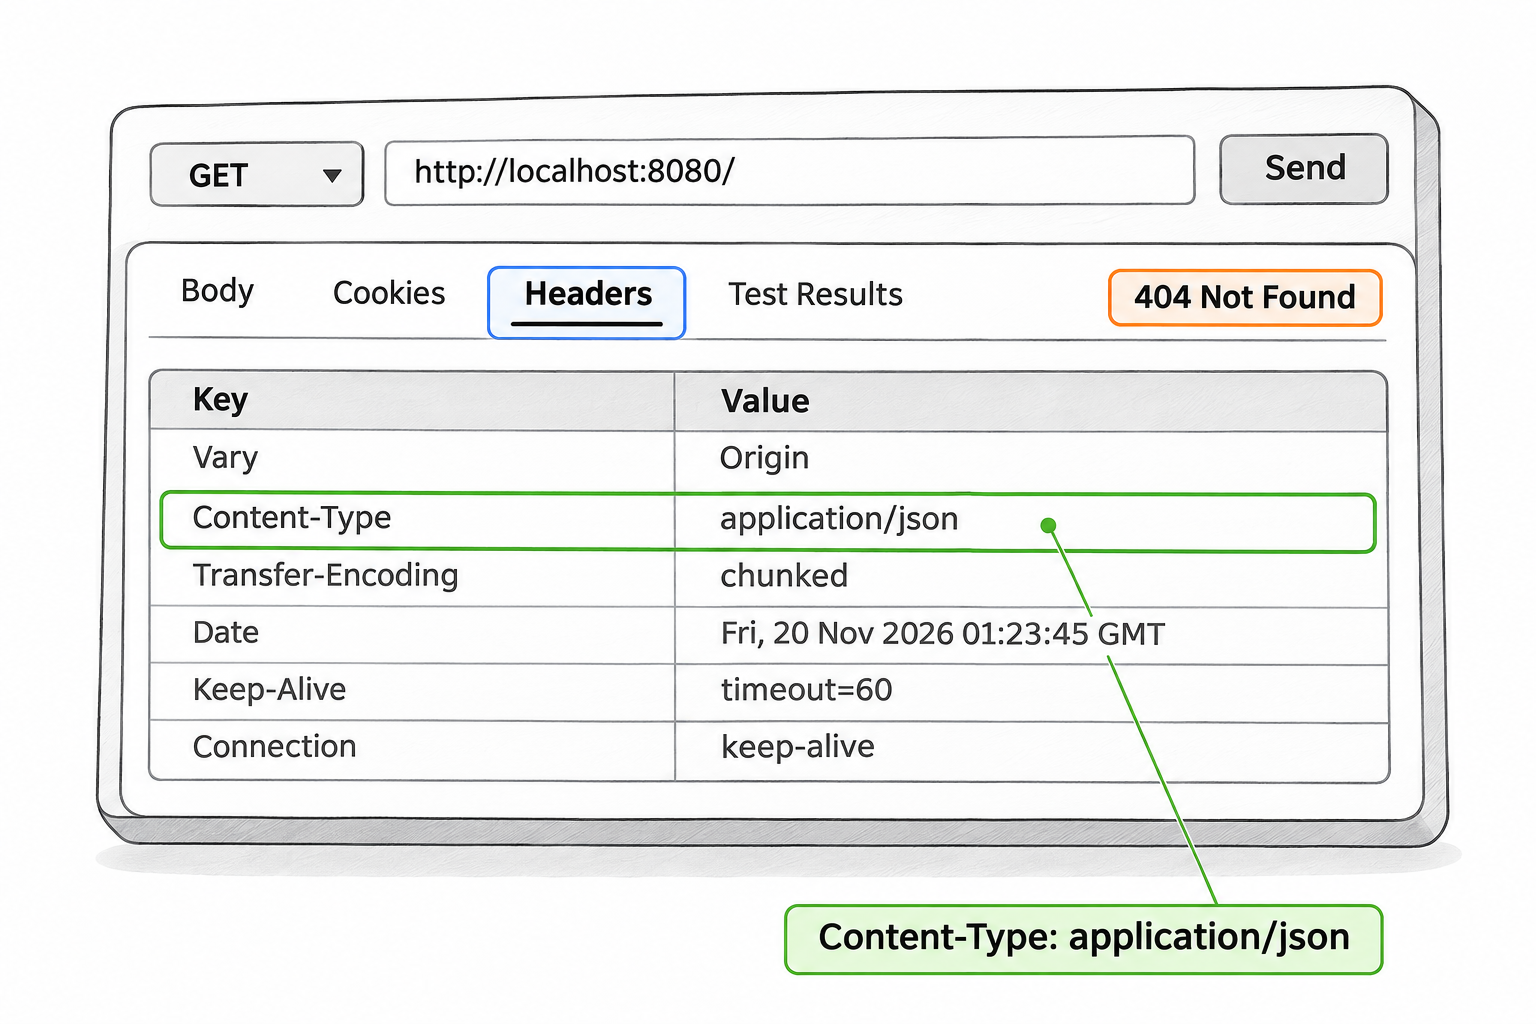 GET http://localhost:8080/ Send
Body Cookies Headers Test Results 404 Not Found
Key Value
Vary Origin
Content-Type application/json
Transfer-Encoding chunked
Date Fri, 20 Nov 2026 01:23:45 GMT
Keep-Alive timeout=60
Connection keep-alive
Content-Type: application/json